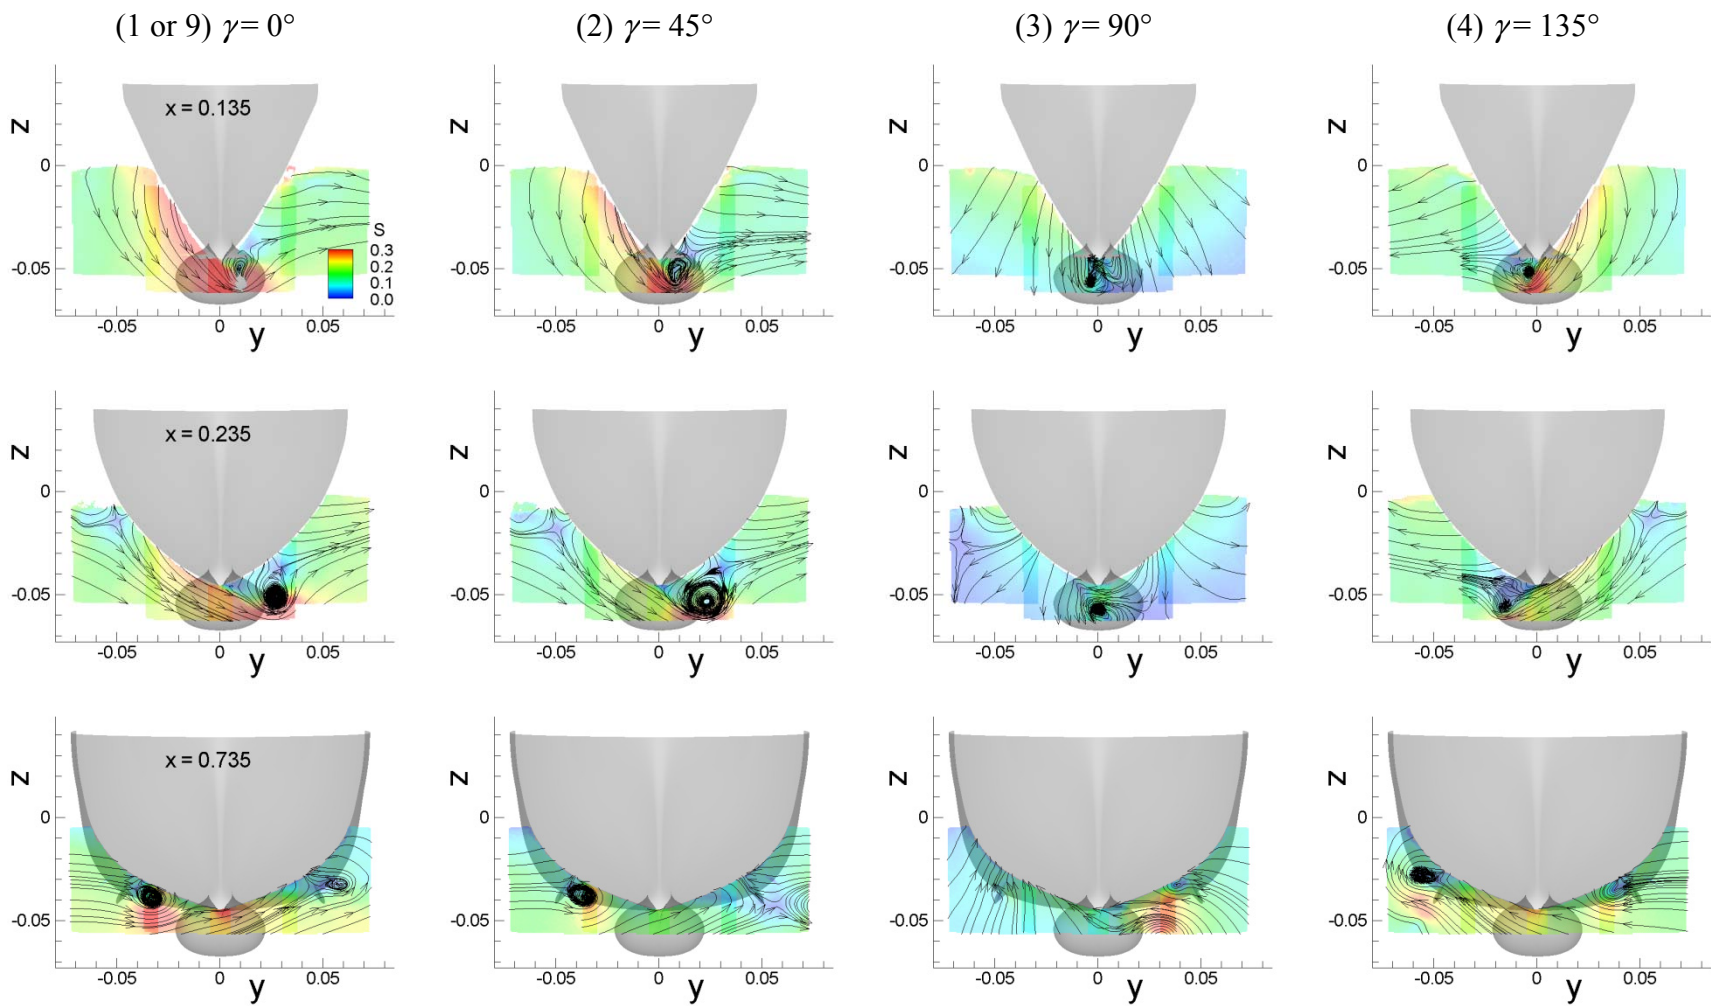 (1 or 9) γ= 0° (2) γ= 45° (3) γ= 90° (4) γ= 135°
x = 0.135
z z z z
0 0 0 0
S
0.3
-0.05 0.2 -0.05 -0.05 -0.05
0.1
0.0
-0.05 0 0.05 -0.05 0 0.05 -0.05 0 0.05 -0.05 0 0.05
y y y y
x = 0.235
z z z z
0 0 0 0
-0.05 -0.05 -0.05 -0.05
-0.05 0 0.05 -0.05 0 0.05 -0.05 0 0.05 -0.05 0 0.05
y y y y
x = 0.735
z z z z
0 0 0 0
-0.05 -0.05 -0.05 -0.05
-0.05 0 0.05 -0.05 0 0.05 -0.05 0 0.05 -0.05 0 0.05
y y y y